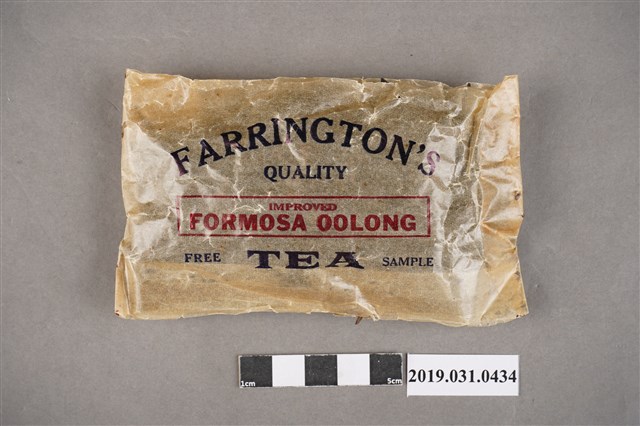 FARRINGTON'S
QUALITY
IMPROVED
FORMOSA OOLONG
FREE TEA SAMPLE
1cm 5cm
2019.031.0434